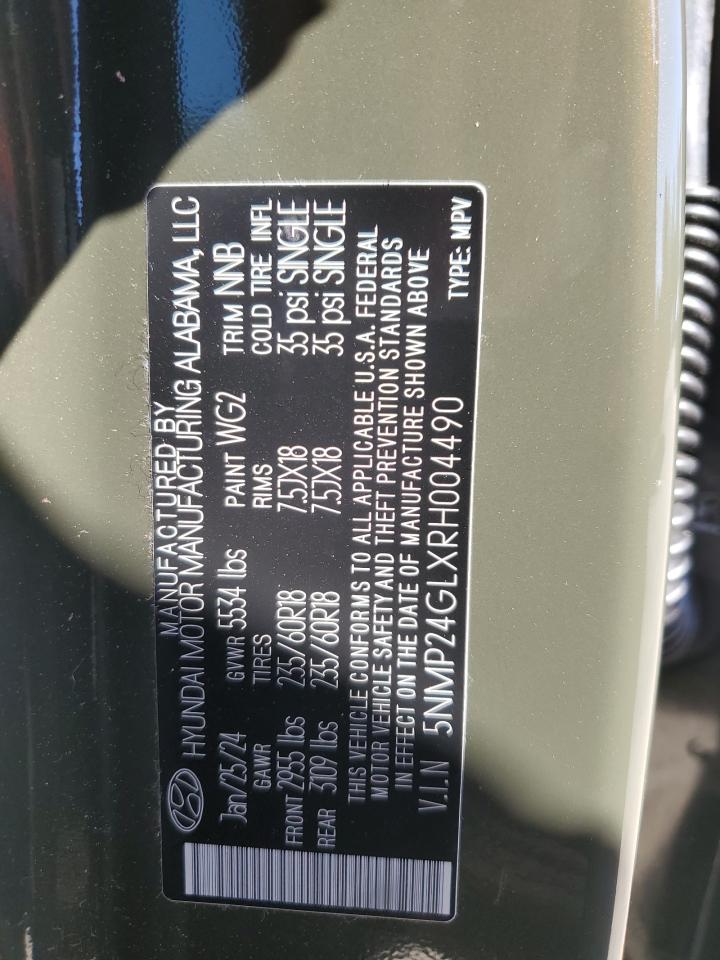 MANUFACTURED BY
HYUNDAI MOTOR MANUFACTURING ALABAMA, LLC
Jan/25/24 GVWR 5534 lbs PAINT WG2 TRIM NNB
GAWR TIRES RIMS COLD TIRE INFL
FRONT 2955 lbs 235/60R18 7.5JX18 35 psi SINGLE
REAR 3109 lbs 235/60R18 7.5JX18 35 psi SINGLE
THIS VEHICLE CONFORMS TO ALL APPLICABLE U.S.A. FEDERAL
MOTOR VEHICLE SAFETY AND THEFT PREVENTION STANDARDS
IN EFFECT ON THE DATE OF MANUFACTURE SHOWN ABOVE
V.I.N 5NMP24GLXRH004490 TYPE: MPV